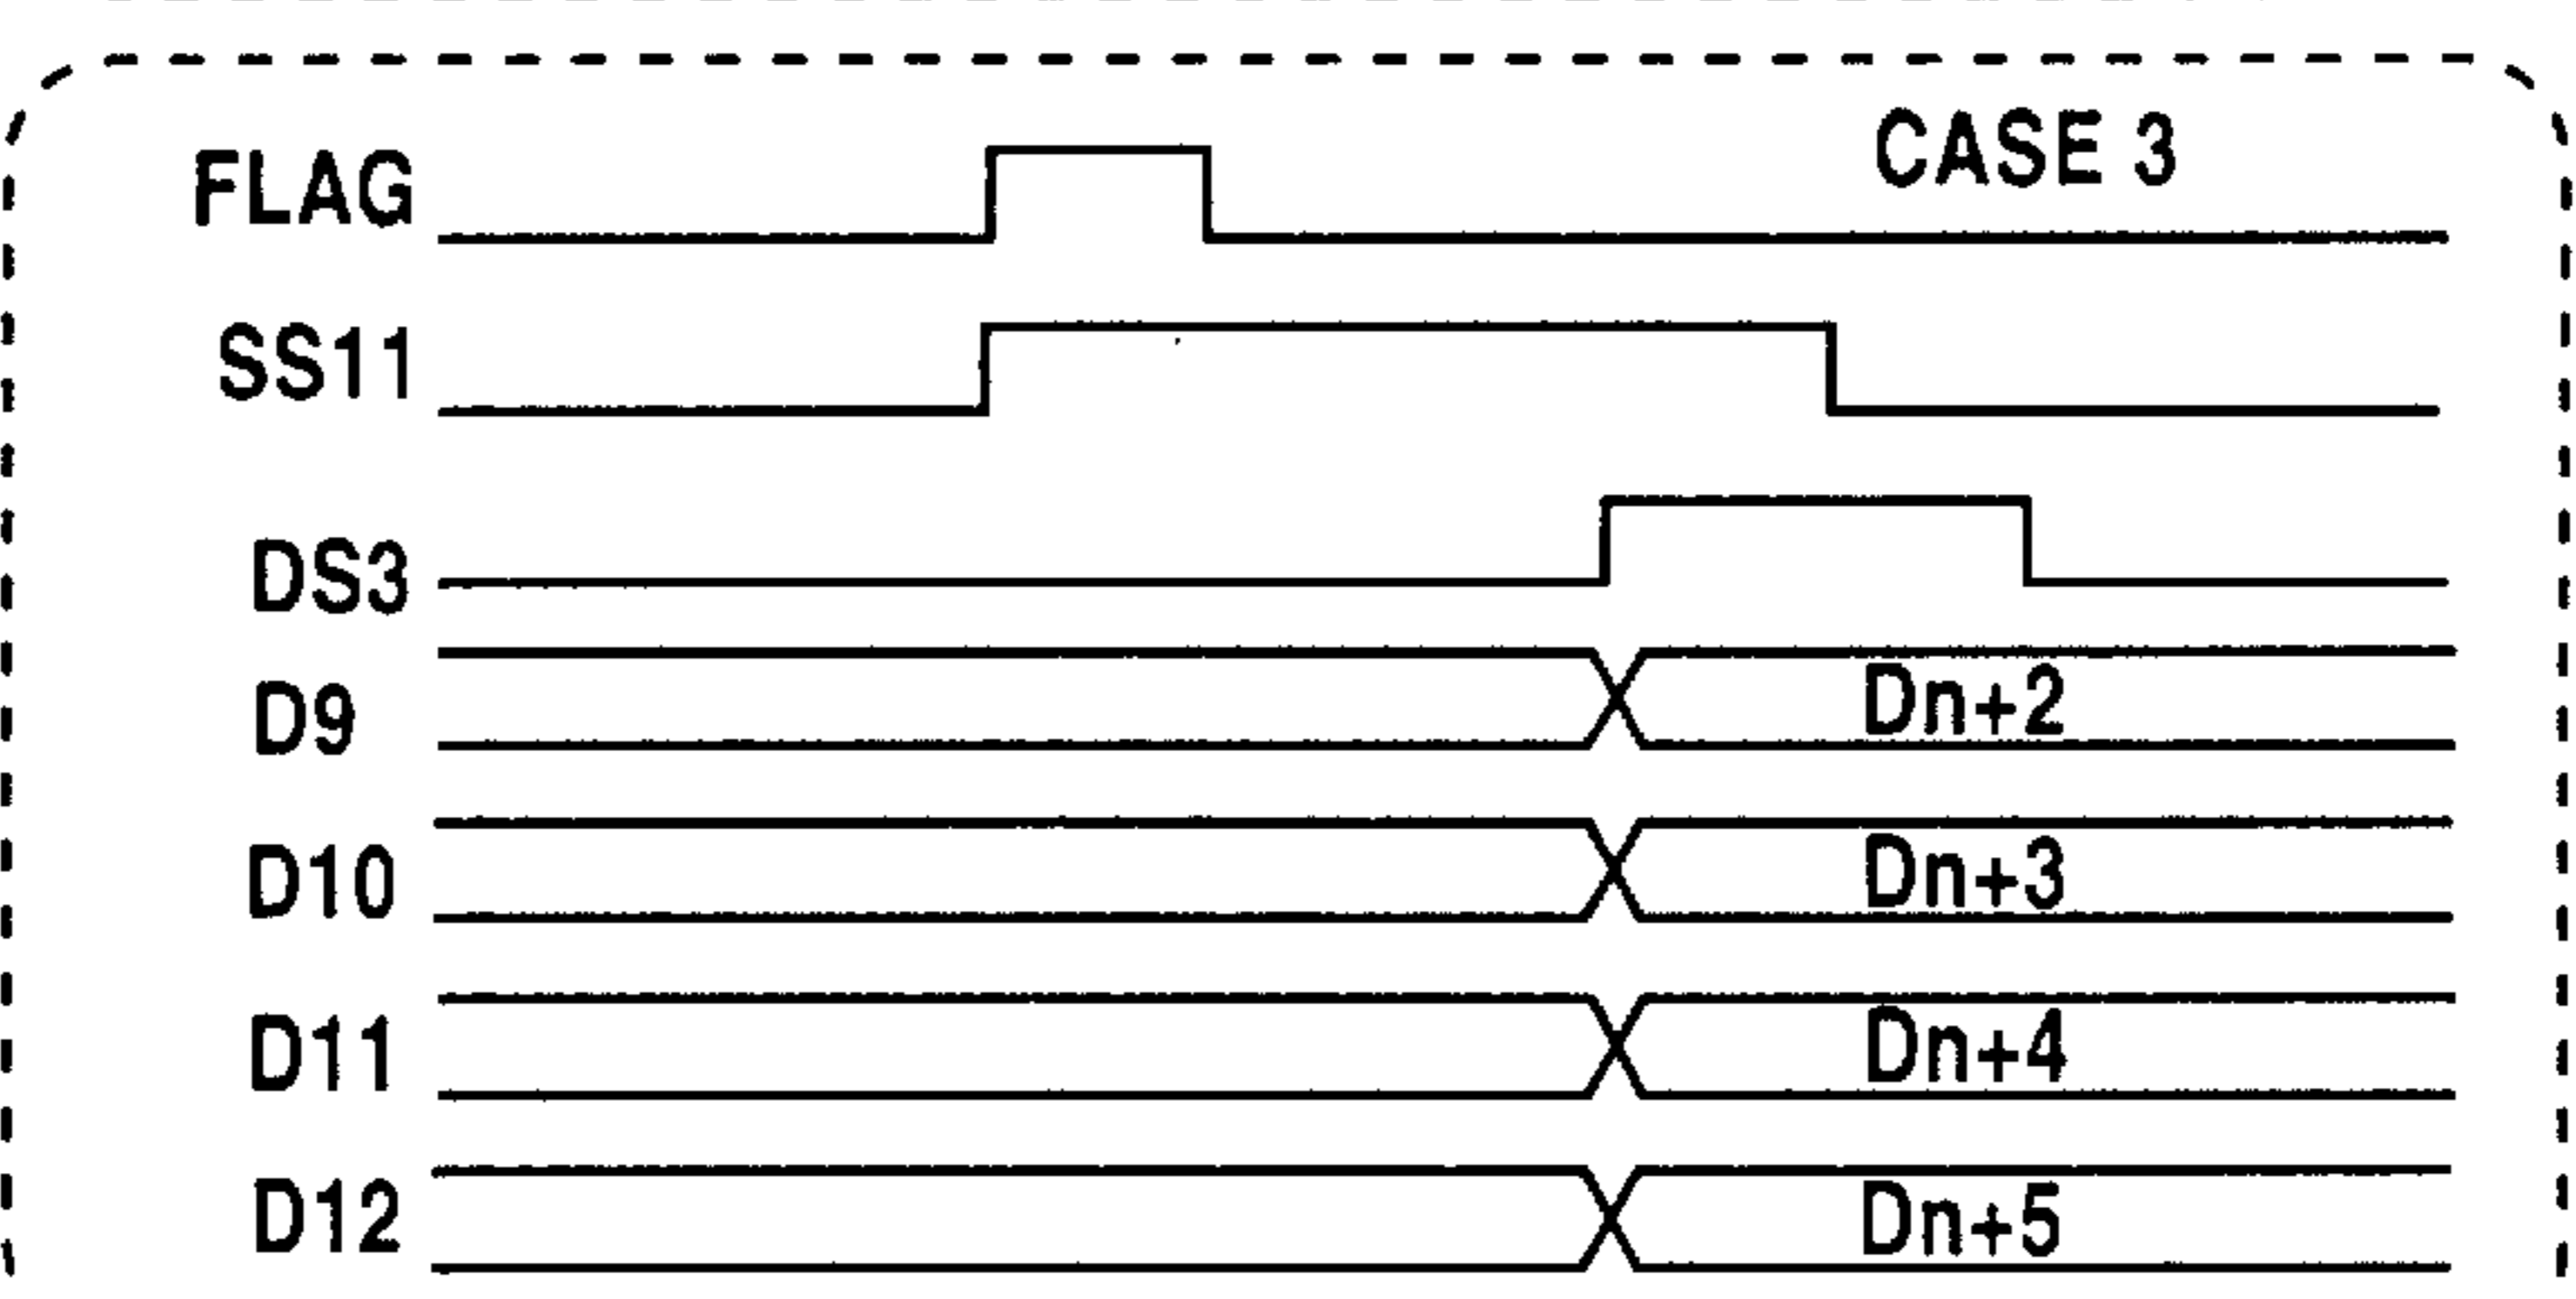 CASE 3
FLAG
SS11
DS3
D9 Dn+2
D10 Dn+3
D11 Dn+4
D12 Dn+5